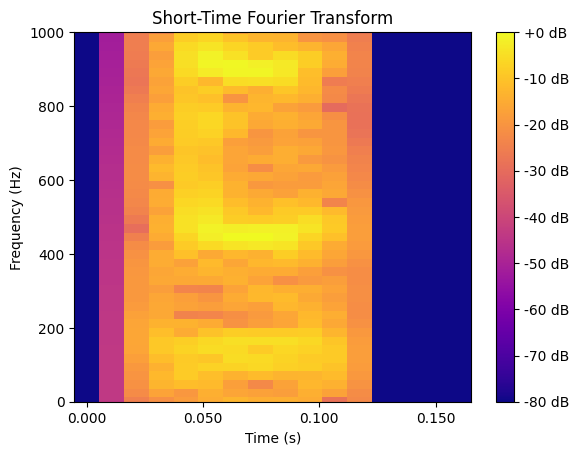 Short-Time Fourier Transform
Frequency (Hz)
1000
800
600
400
200
0
0.000
0.050
0.100
0.150
Time (s)
+0 dB
-10 dB
-20 dB
-30 dB
-40 dB
-50 dB
-60 dB
-70 dB
-80 dB